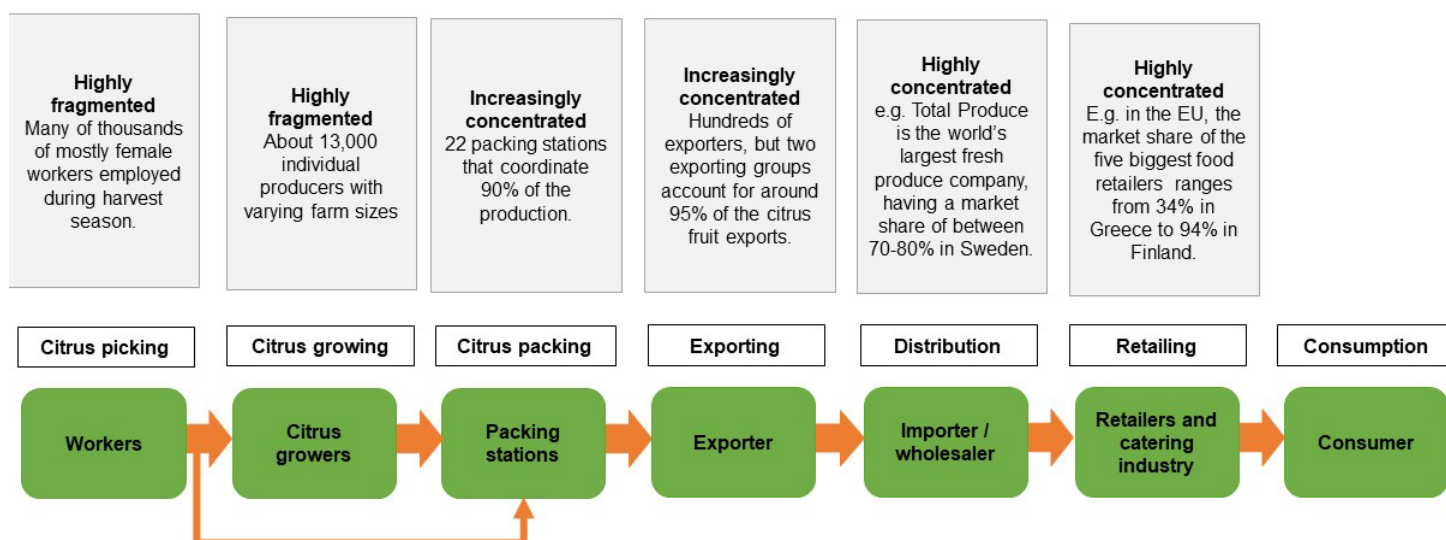 Highly
fragmented
Many of thousands
of mostly female
workers employed
during harvest
season.
Highly
fragmented
About 13,000
individual
producers with
varying farm sizes
Increasingly
concentrated
22 packing stations
that coordinate
90% of the
production.
Increasingly
concentrated
Hundreds of
exporters, but two
exporting groups
account for around
95% of the citrus
fruit exports.
Highly
concentrated
e.g. Total Produce
is the world’s
largest fresh
produce company,
having a market
share of between
70-80% in Sweden.
Highly
concentrated
E.g. in the EU, the
market share of the
five biggest food
retailers ranges
from 34% in
Greece to 94% in
Finland.
Citrus picking
Citrus growing
Citrus packing
Exporting
Distribution
Retailing
Consumption
Workers
Citrus
growers
Packing
stations
Exporter
Importer /
wholesaler
Retailers and
catering
industry
Consumer